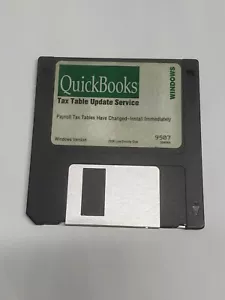 QuickBooks
Tax Table Update Service
Payroll Tax Tables Have Changed-Install Immediately
Windows Version
9507
WINDOWS